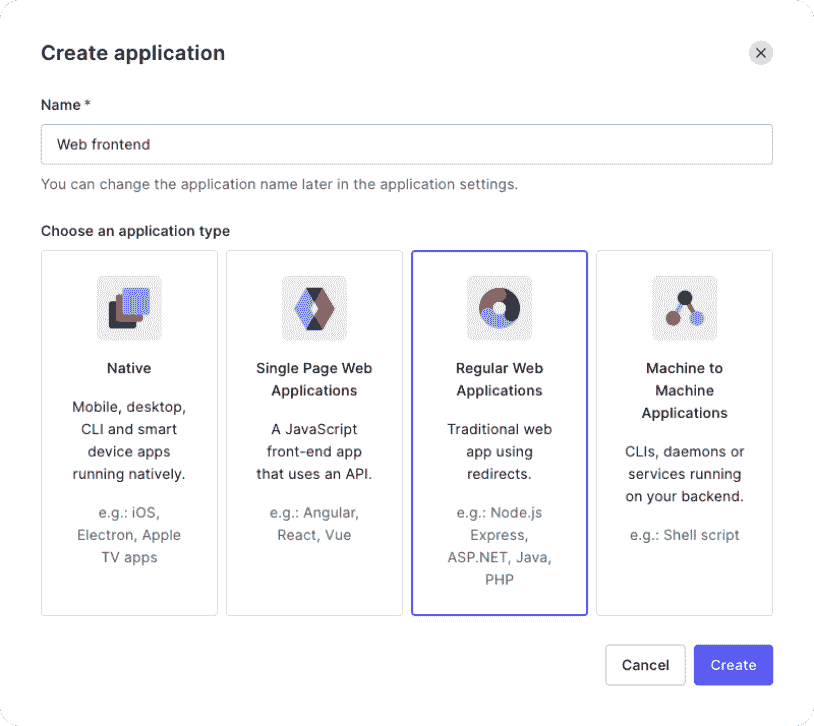 Create application
Name *
Web frontend
You can change the application name later in the application settings.
Choose an application type
Native
Mobile, desktop,
CLI and smart
device apps
running natively.
e.g.: iOS,
Electron, Apple
TV apps
Single Page Web
Applications
A JavaScript
front-end app
that uses an API.
e.g.: Angular,
React, Vue
Regular Web
Applications
Traditional web
app using
redirects.
e.g.: Node.js
Express,
ASP.NET, Java,
PHP
Machine to
Machine
Applications
CLIs, daemons or
services running
on your backend.
e.g.: Shell script
Cancel
Create